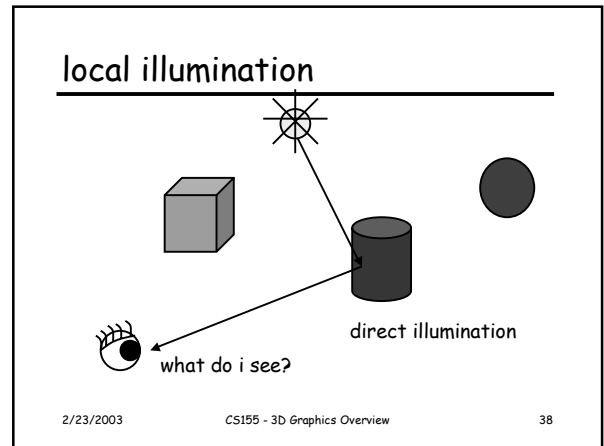 local illumination
direct illumination
what do i see?
2/23/2003 CS155 - 3D Graphics Overview 38